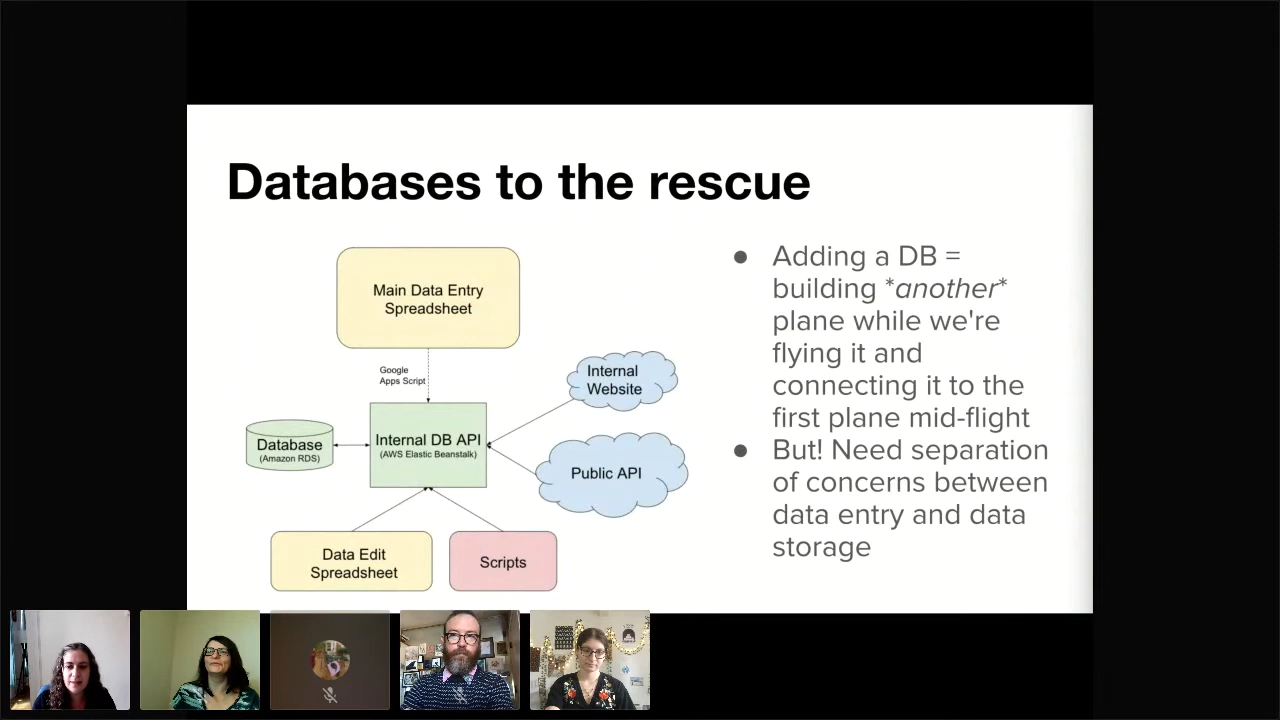 Databases to the rescue
Main Data Entry
Spreadsheet
Google
Apps Script
Internal
Website
Database
(Amazon RDS)
Internal DB API
(AWS Elastic Beanstalk)
Public API
Data Edit
Spreadsheet
Scripts
● Adding a DB =
building *another*
plane while we're
flying it and
connecting it to the
first plane mid-flight
● But! Need separation
of concerns between
data entry and data
storage